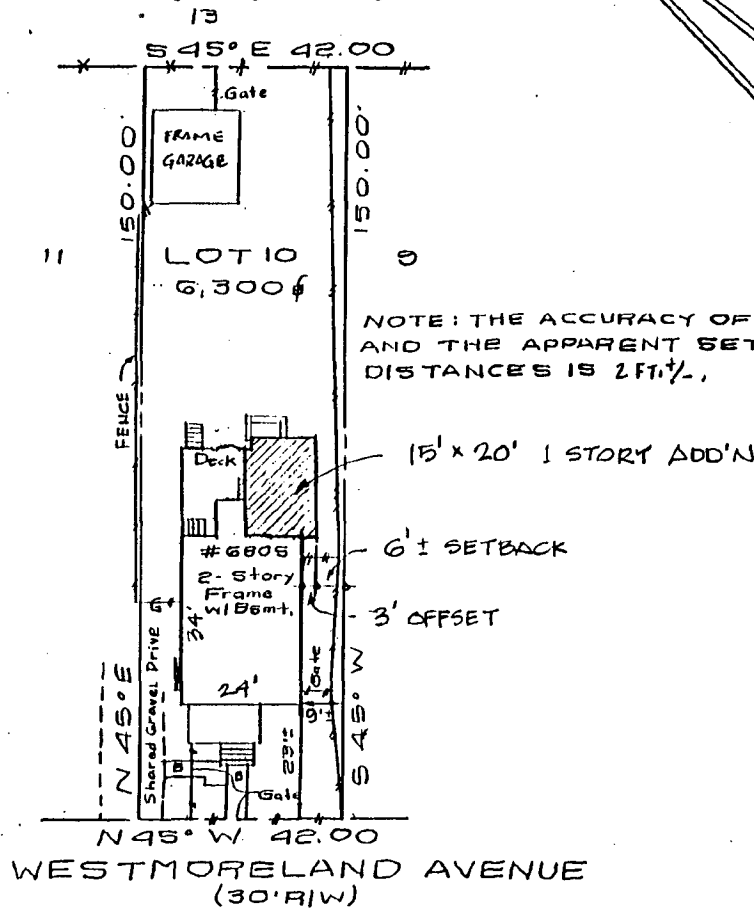 13
S 45° E 42.00
Gate
FRAME
GARAGE
150.00'
150.00'
11
LOT 10
9
6,300
NOTE: THE ACCURACY OF
AND THE APPARENT SET
DISTANCES IS 2 FT. +/-.
FENCE
15' x 20' 1 STORY ADD'N
Deck
# 6805
2-Story
Frame
w/Bsmt.
6' ± SETBACK
3' OFFSET
34'
24'
Gate
9'±
N 45° E
Shared Gravel Drive
23'±
S 45° W
B
B
Gate
N 45° W 42.00
WESTMORELAND AVENUE
(30' R/W)